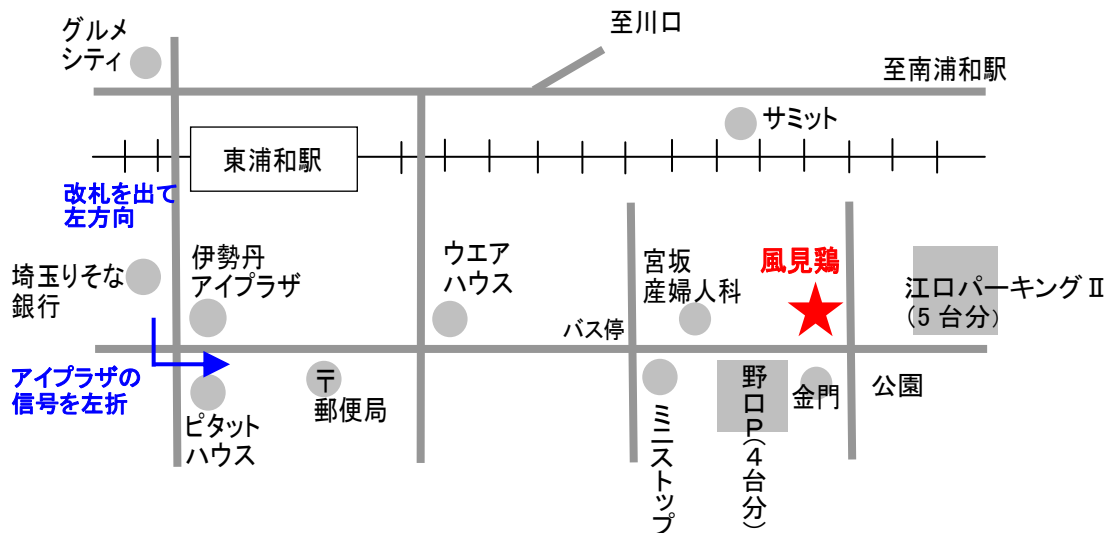 グルメ
シティ
至川口
至南浦和駅
サミット
東浦和駅
改札を出て
左方向
埼玉りそな
銀行
伊勢丹
アイプラザ
ウエア
ハウス
宮坂
産婦人科
風見鶏
江口パーキングⅡ
(5台分)
バス停
アイプラザの
信号を左折
ピタット
ハウス
〒
郵便局
ミニストップ
野口P(4台分)
金門
公園